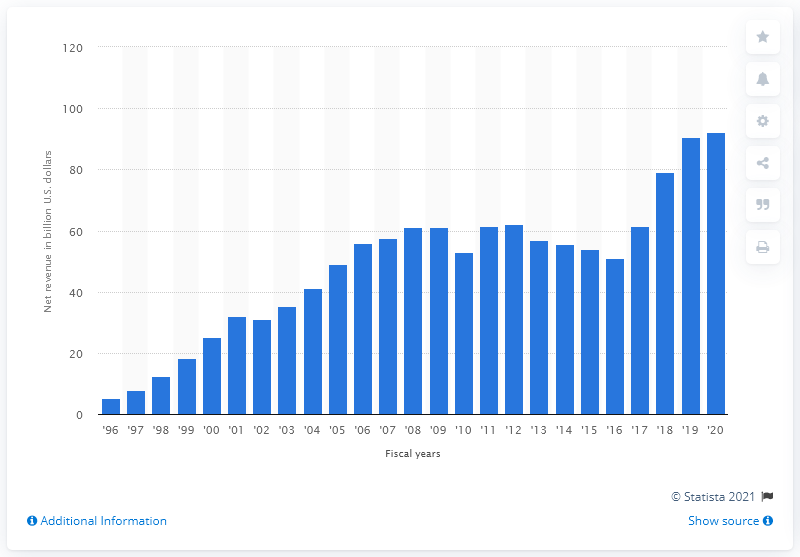 120
100
80
60
40
20
0
Net revenue in billion U.S. dollars
'96 '97 '98 '99 '00 '01 '02 '03 '04 '05 '06 '07 '08 '09 '10 '11 '12 '13 '14 '15 '16 '17 '18 '19 '20
Fiscal years
© Statista 2021
Additional Information
Show source